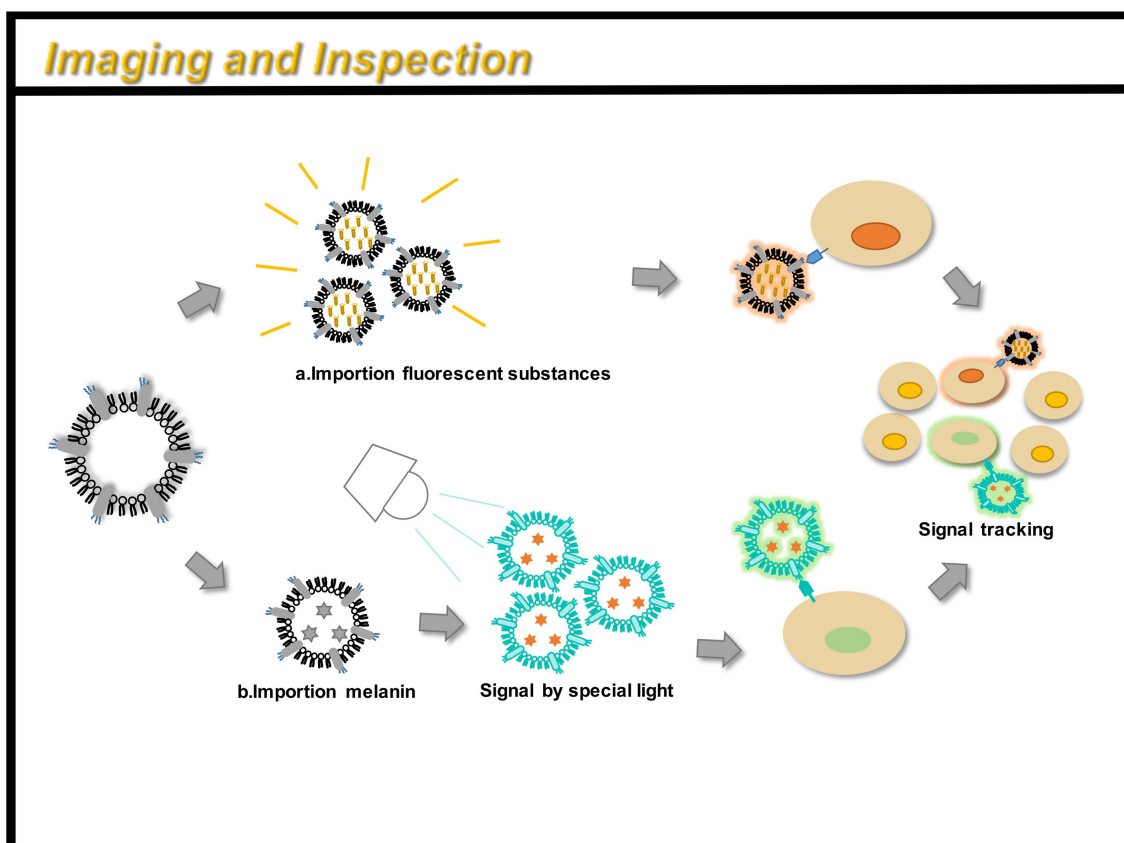 Imaging and Inspection
a.Importion fluorescent substances
Signal tracking
b.Importion melanin
Signal by special light